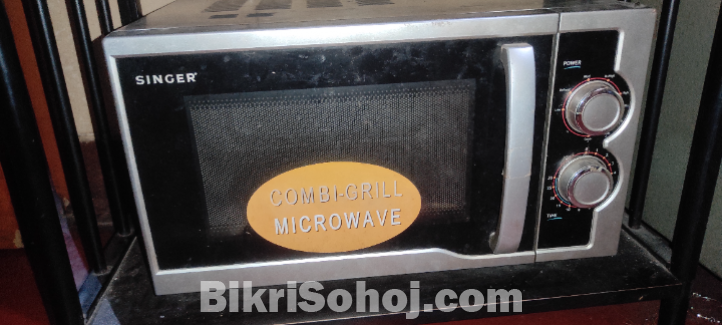 SINGER
POWER
COMBI-GRILL
MICROWAVE
TIME
BikriSohoj.com